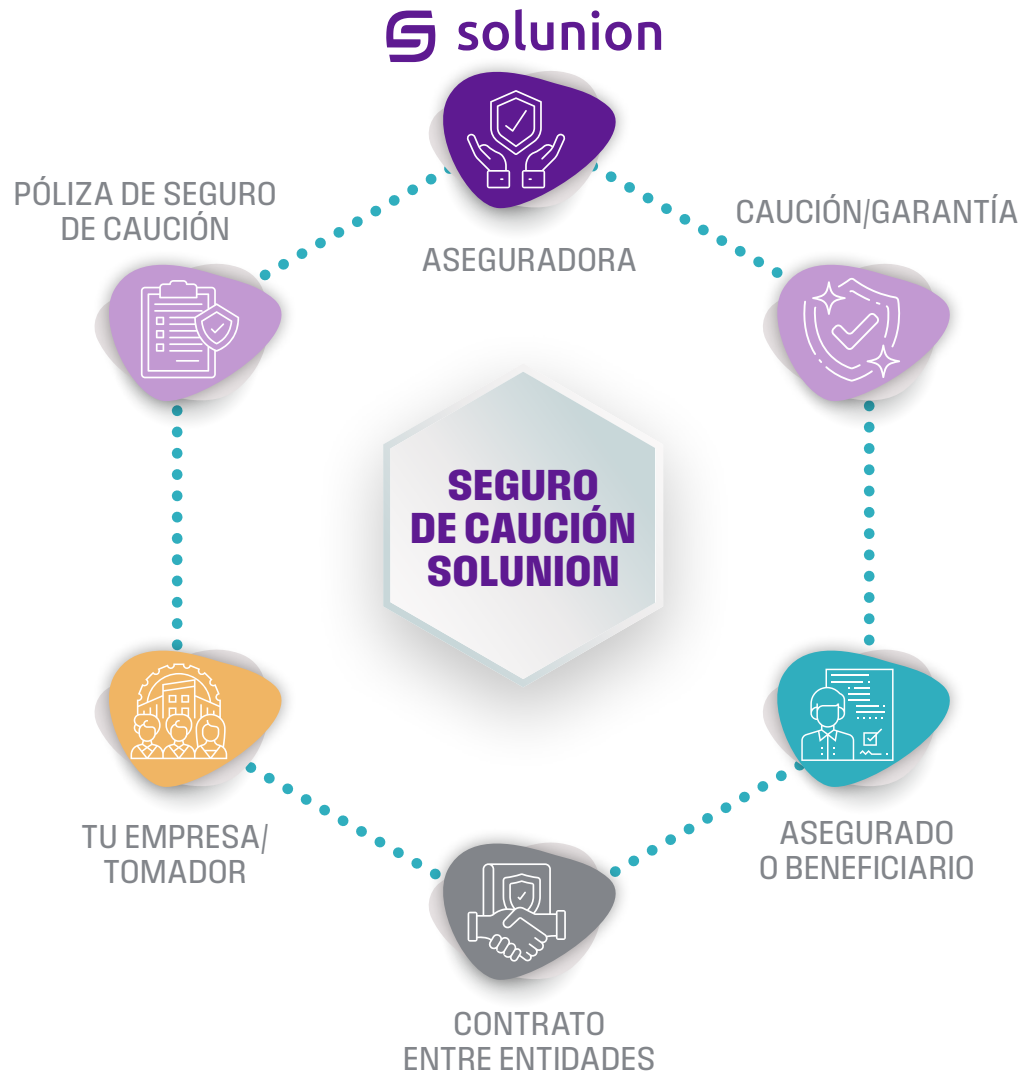 solunion
ASEGURADORA
PÓLIZA DE SEGURO
DE CAUCIÓN
CAUCIÓN/GARANTÍA
SEGURO
DE CAUCIÓN
SOLUNION
TU EMPRESA/
TOMADOR
ASEGURADO
O BENEFICIARIO
CONTRATO
ENTRE ENTIDADES